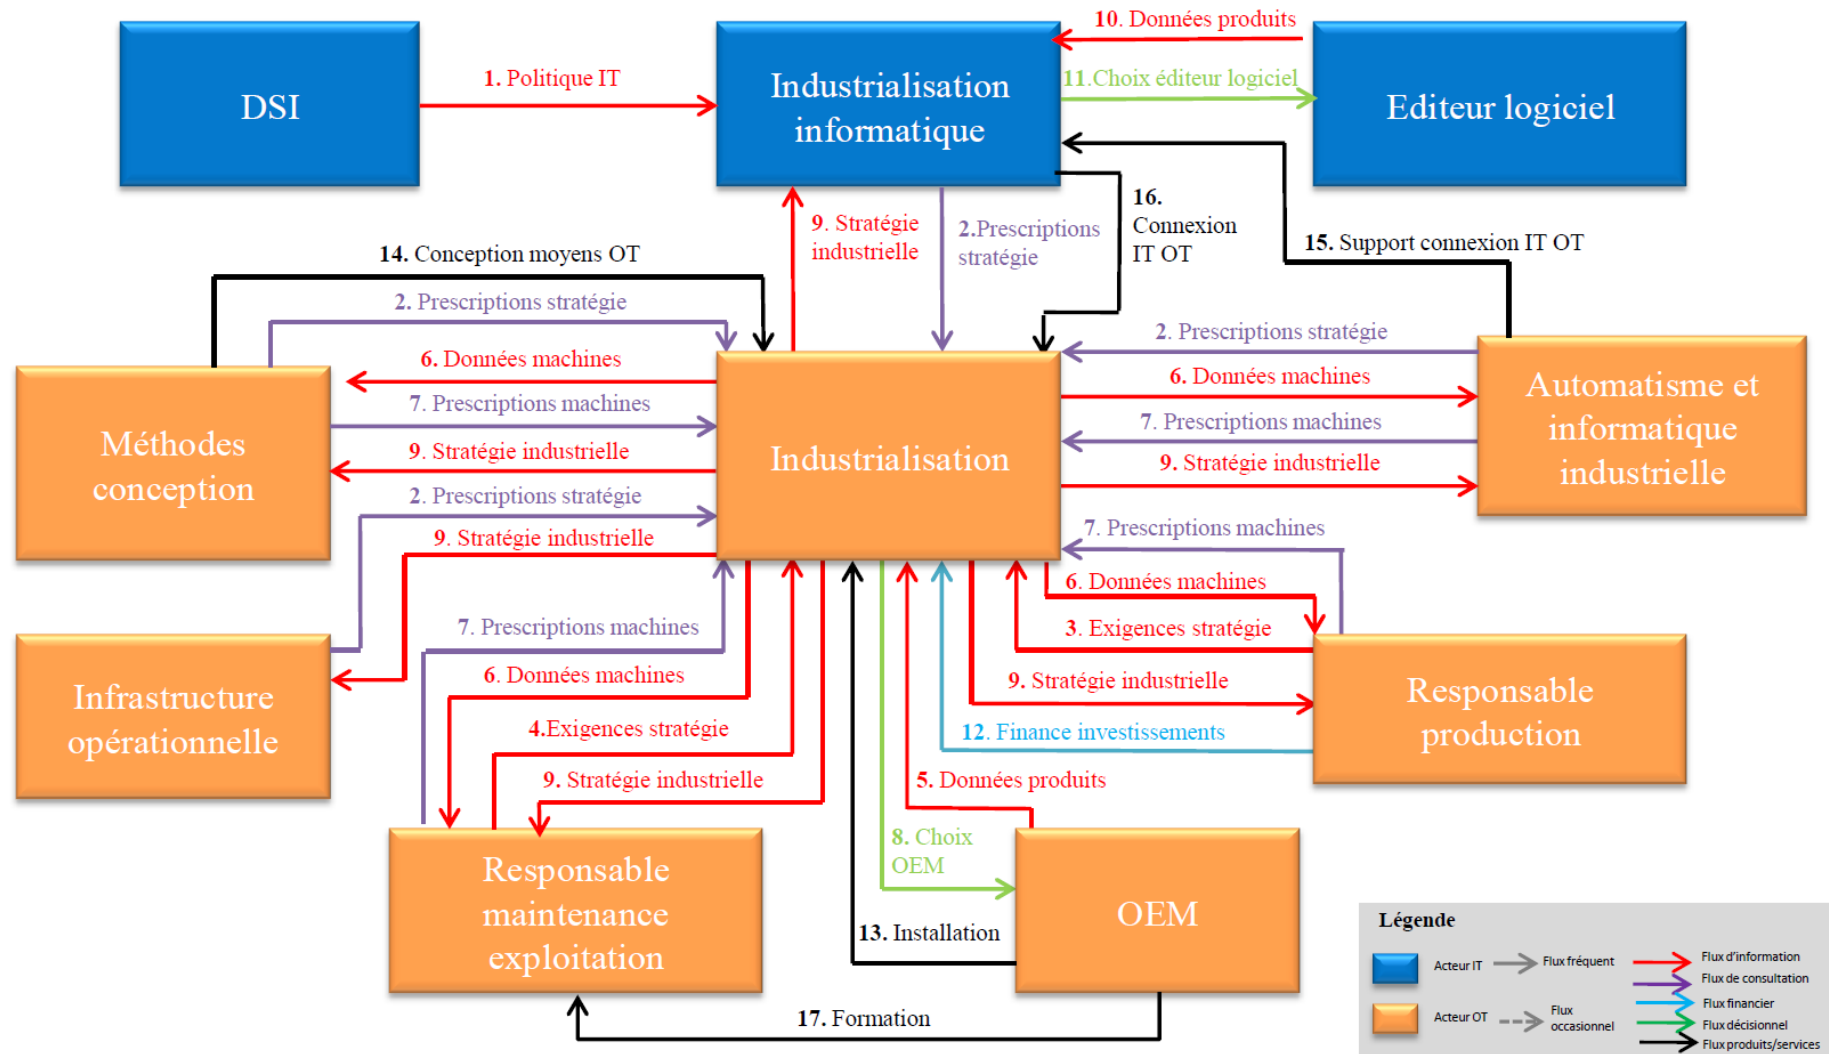 10. Données produits
DSI
1. Politique IT
Industrialisation
informatique
11.Choix éditeur logiciel
Editeur logiciel
9. Stratégie
industrielle
2.Prescriptions
stratégie
16.
Connexion
IT OT
15. Support connexion IT OT
14. Conception moyens OT
2. Prescriptions stratégie
6. Données machines
7. Prescriptions machines
9. Stratégie industrielle
2. Prescriptions stratégie
9. Stratégie industrielle
Méthodes
conception
Industrialisation
2. Prescriptions stratégie
6. Données machines
7. Prescriptions machines
9. Stratégie industrielle
Automatisme et
informatique
industrielle
7. Prescriptions machines
6. Données machines
3. Exigences stratégie
9. Stratégie industrielle
12. Finance investissements
Responsable
production
Infrastructure
opérationnelle
7. Prescriptions machines
6. Données machines
4.Exigences stratégie
9. Stratégie industrielle
5. Données produits
8. Choix
OEM
13. Installation
Responsable
maintenance
exploitation
OEM
17. Formation
Légende
Acteur IT
Flux fréquent
Acteur OT
Flux
occasionnel
Flux d'information
Flux de consultation
Flux financier
Flux décisionnel
Flux produits/services